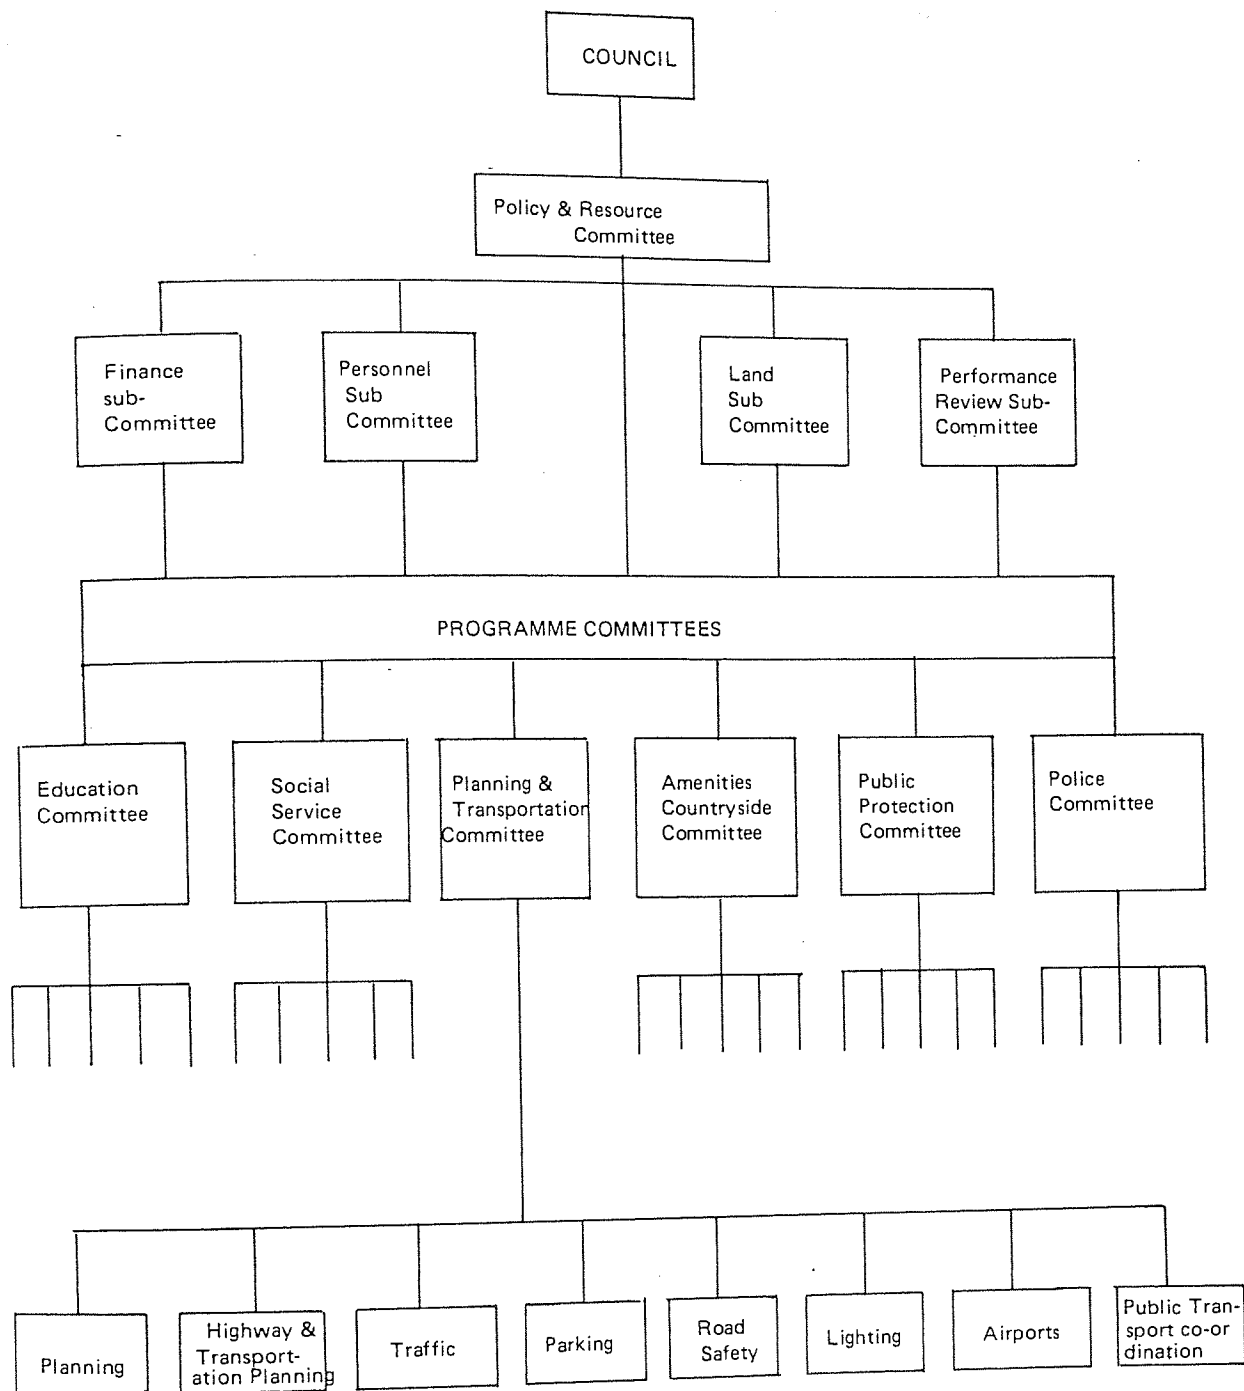 COUNCIL
Policy & Resource
Committee
Finance
sub-
Committee
Personnel
Sub
Committee
Land
Sub
Committee
Performance
Review Sub-
Committee
PROGRAMME COMMITTEES
Education
Committee
Social
Service
Committee
Planning &
Transportation
Committee
Amenities
Countryside
Committee
Public
Protection
Committee
Police
Committee
Planning
Highway &
Transport-
ation Planning
Traffic
Parking
Road
Safety
Lighting
Airports
Public Tran-
sport co-or
dination